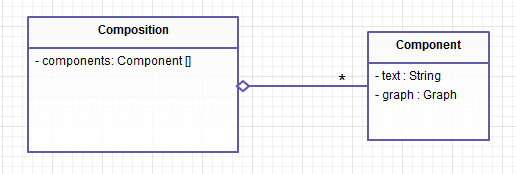 Composition
- components: Component []
*
Component
- text : String
- graph : Graph